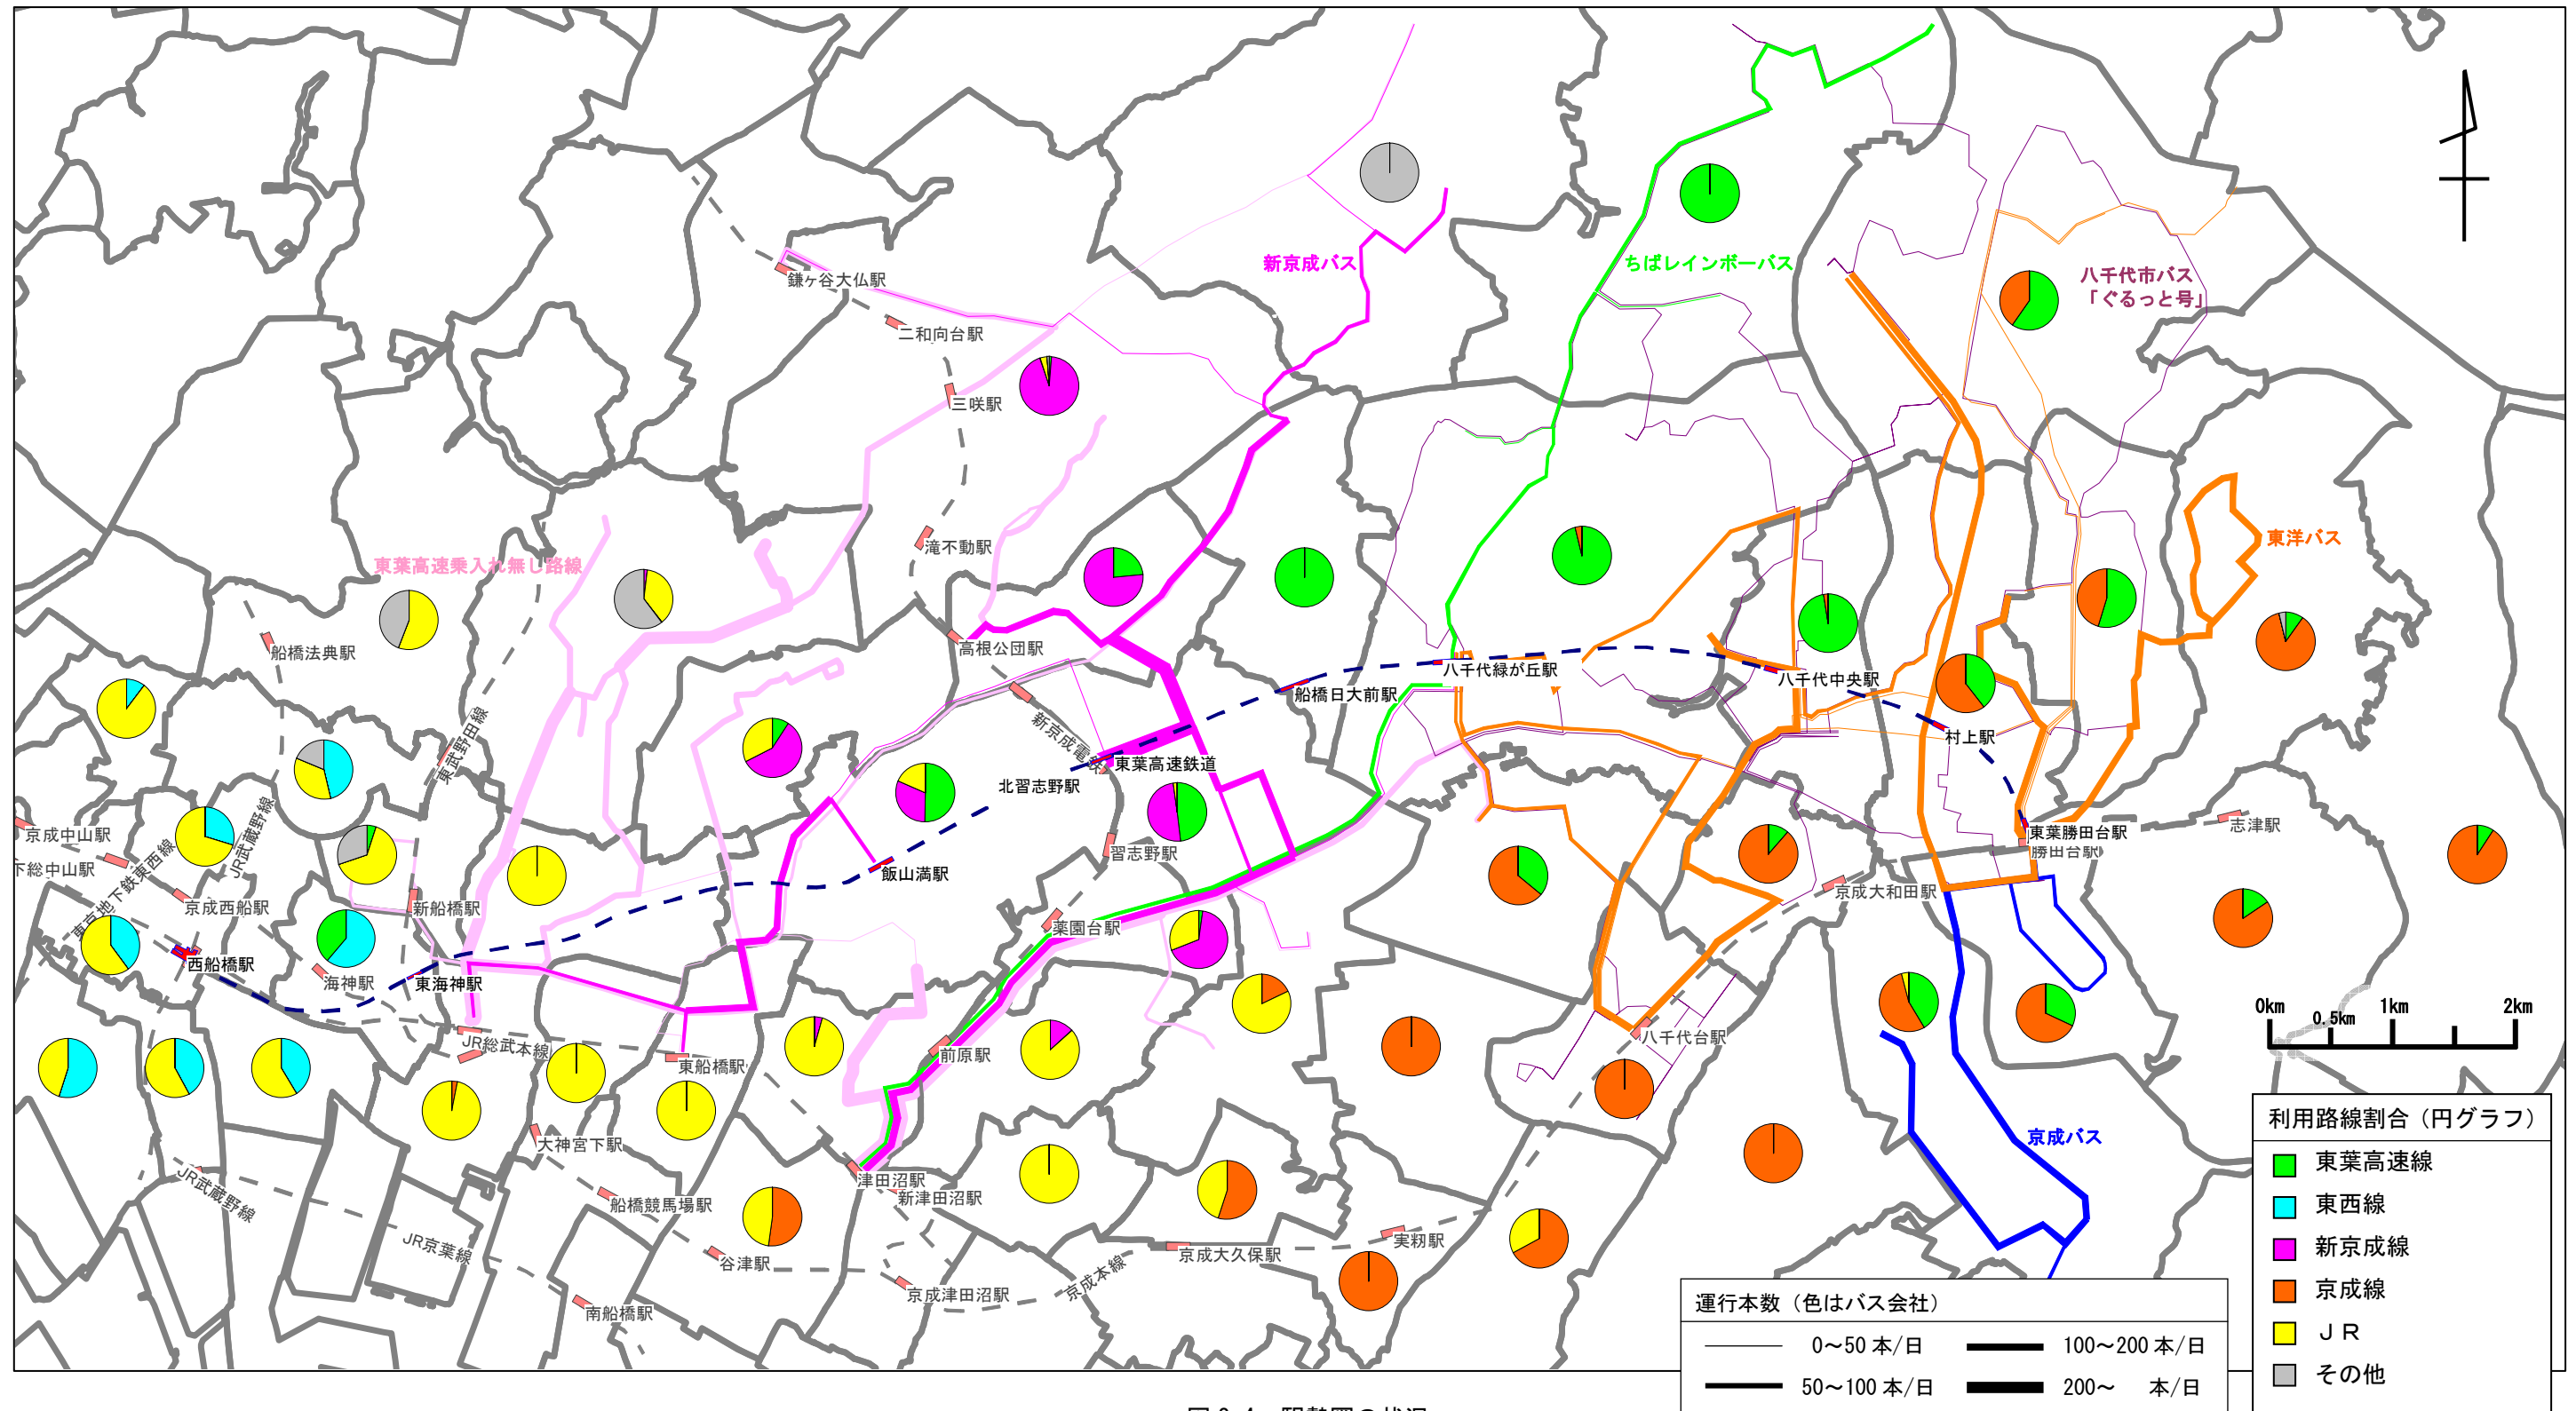 新京成バス
ちばレインボーバス
八千代市バス
「ぐるっと号」
鎌ヶ谷大仏駅
二和向台駅
三咲駅
東洋バス
滝不動駅
東葉高速乗入れ無し路線
高根公団駅
船橋法典駅
八千代緑が丘駅
八千代中央駅
船橋日大前駅
東武野田線
新京成電鉄
村上駅
東葉高速鉄道
北習志野駅
京成中山駅
JR武蔵野線
東葉勝田台駅
勝田台駅
志津駅
習志野駅
下総中山駅
東京地下鉄東西線
飯山満駅
京成大和田駅
京成西船駅
新船橋駅
薬園台駅
西船橋駅
海神駅
東海神駅
0km
0.5km
1km
2km
JR総武本線
前原駅
東船橋駅
八千代台駅
大神宮下駅
京成バス
JR武蔵野線
津田沼駅
新津田沼駅
船橋競馬場駅
JR京葉線
谷津駅
京成大久保駅
実籾駅
京成本線
京成津田沼駅
南船橋駅
利用路線割合（円グラフ）
東葉高速線
東西線
新京成線
京成線
ＪＲ
その他
運行本数（色はバス会社）
0～50 本/日
100～200 本/日
50～100 本/日
200～ 本/日